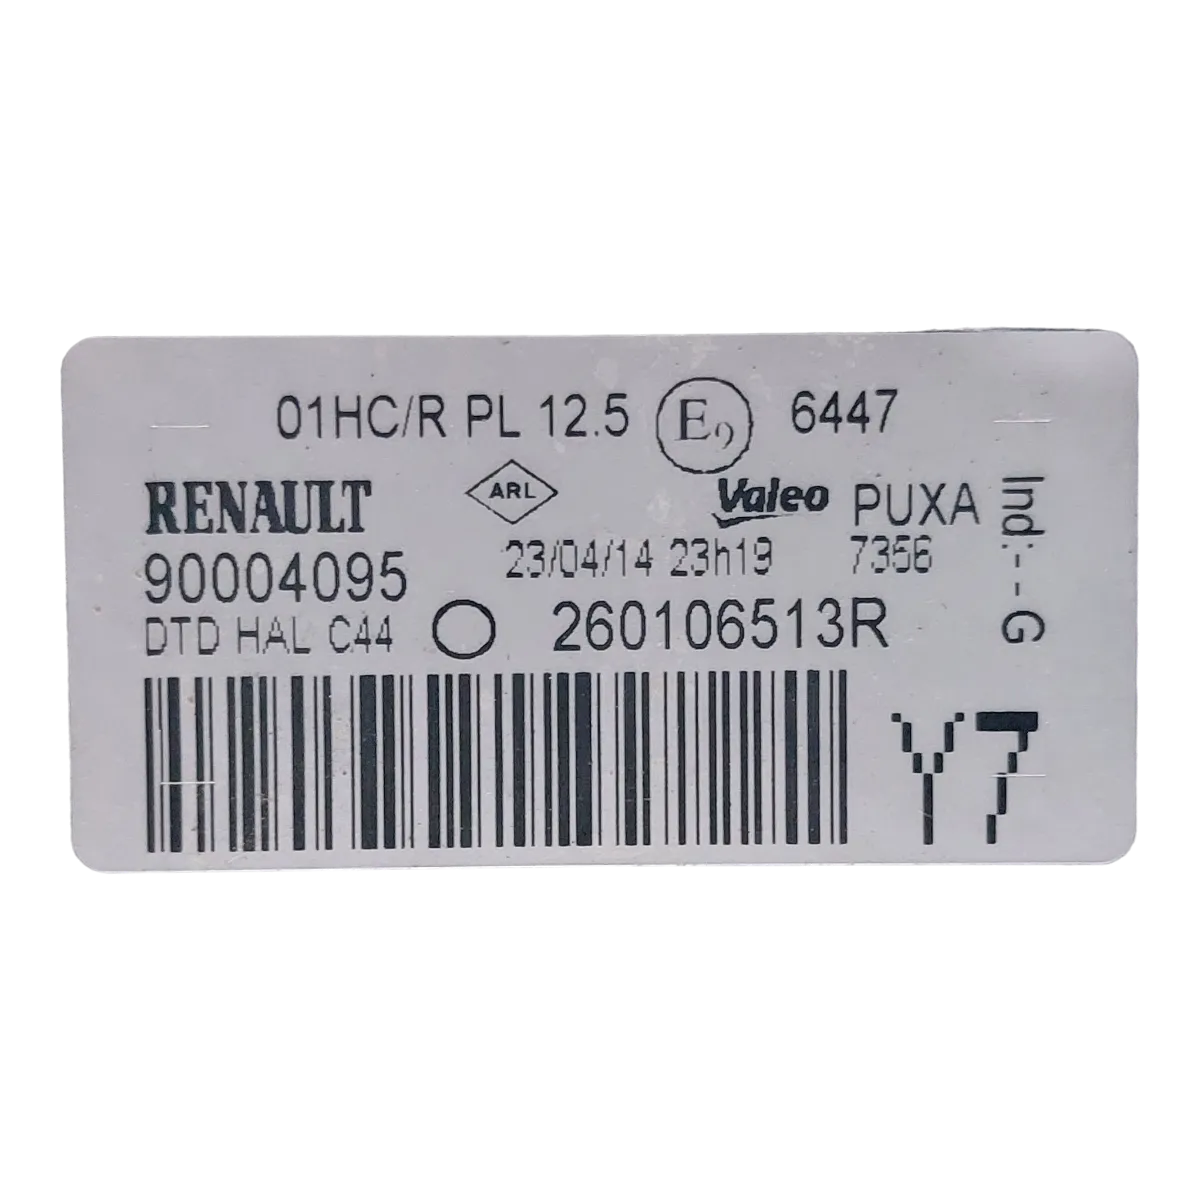 01HC/R PL 12.5 E9 6447
RENAULT ARL Valeo PUXA
90004095 23/04/14 23h19 7356
DTD HAL C44 260106513R
Ind:--G
Y7